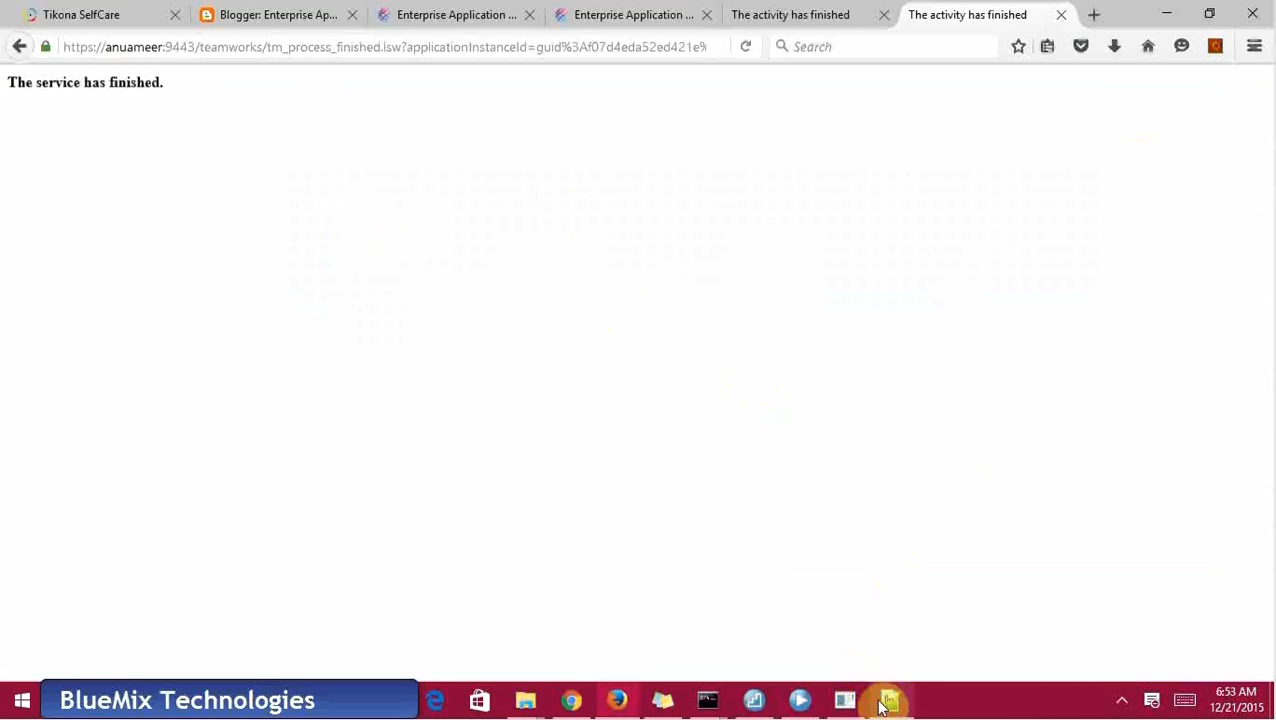 Tikona SelfCare
Blogger: Enterprise Ap...
Enterprise Application ...
Enterprise Application ...
The activity has finished
The activity has finished
https://anuameer:9443/teamworks/tm_process_finished.lsw?applicationInstanceId=guid%3Af07d4eda52ed421e%
Search
The service has finished.
BlueMix Technologies
6:53 AM
12/21/2015